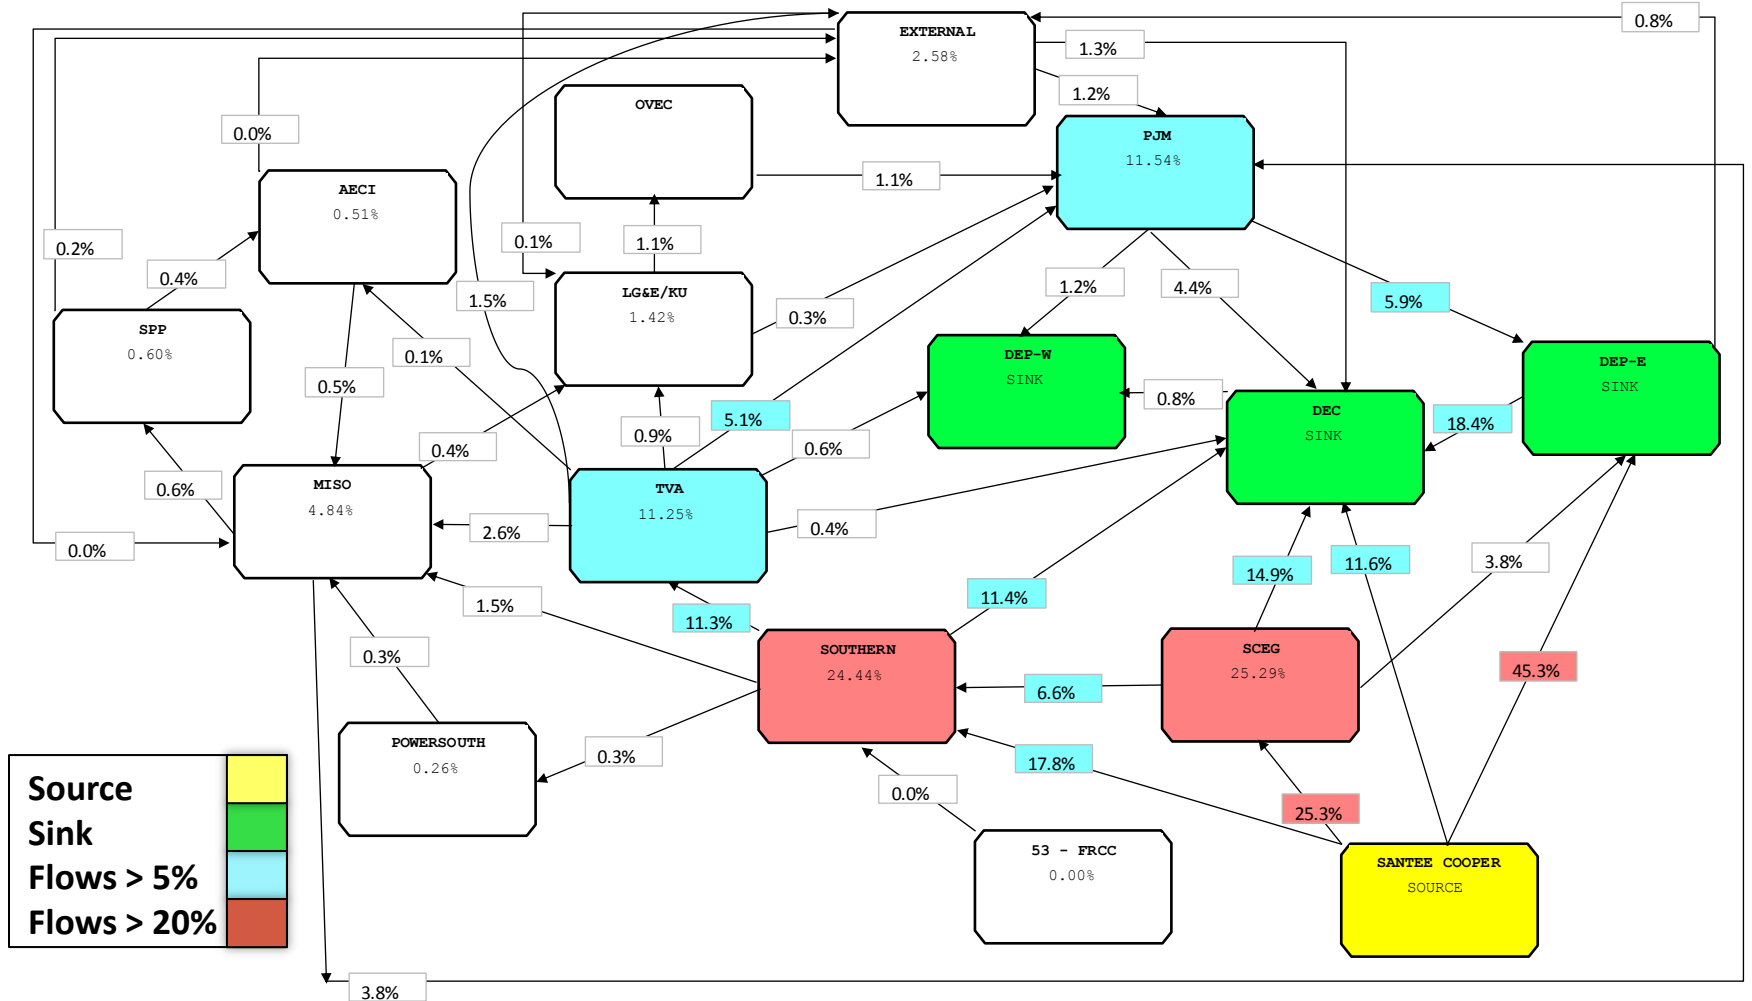 EXTERNAL
2.58%
0.8%
1.3%
1.2%
OVEC
PJM
11.54%
0.0%
1.1%
AECI
0.51%
0.2%
0.1%
1.1%
0.4%
1.5%
LG&E/KU
1.42%
0.3%
1.2%
4.4%
5.9%
SPP
0.60%
0.1%
DEP-W
SINK
DEP-E
SINK
0.5%
5.1%
0.8%
DEC
SINK
18.4%
0.4%
0.9%
0.6%
0.6%
MISO
4.84%
TVA
11.25%
2.6%
0.4%
0.0%
14.9%
11.6%
3.8%
1.5%
11.3%
11.4%
0.3%
SOUTHERN
24.44%
SCEG
25.29%
45.3%
6.6%
POWERSOUTH
0.26%
0.3%
17.8%
0.0%
25.3%
53 - FRCC
0.00%
SANTEE COOPER
SOURCE
Source
Sink
Flows > 5%
Flows > 20%
3.8%